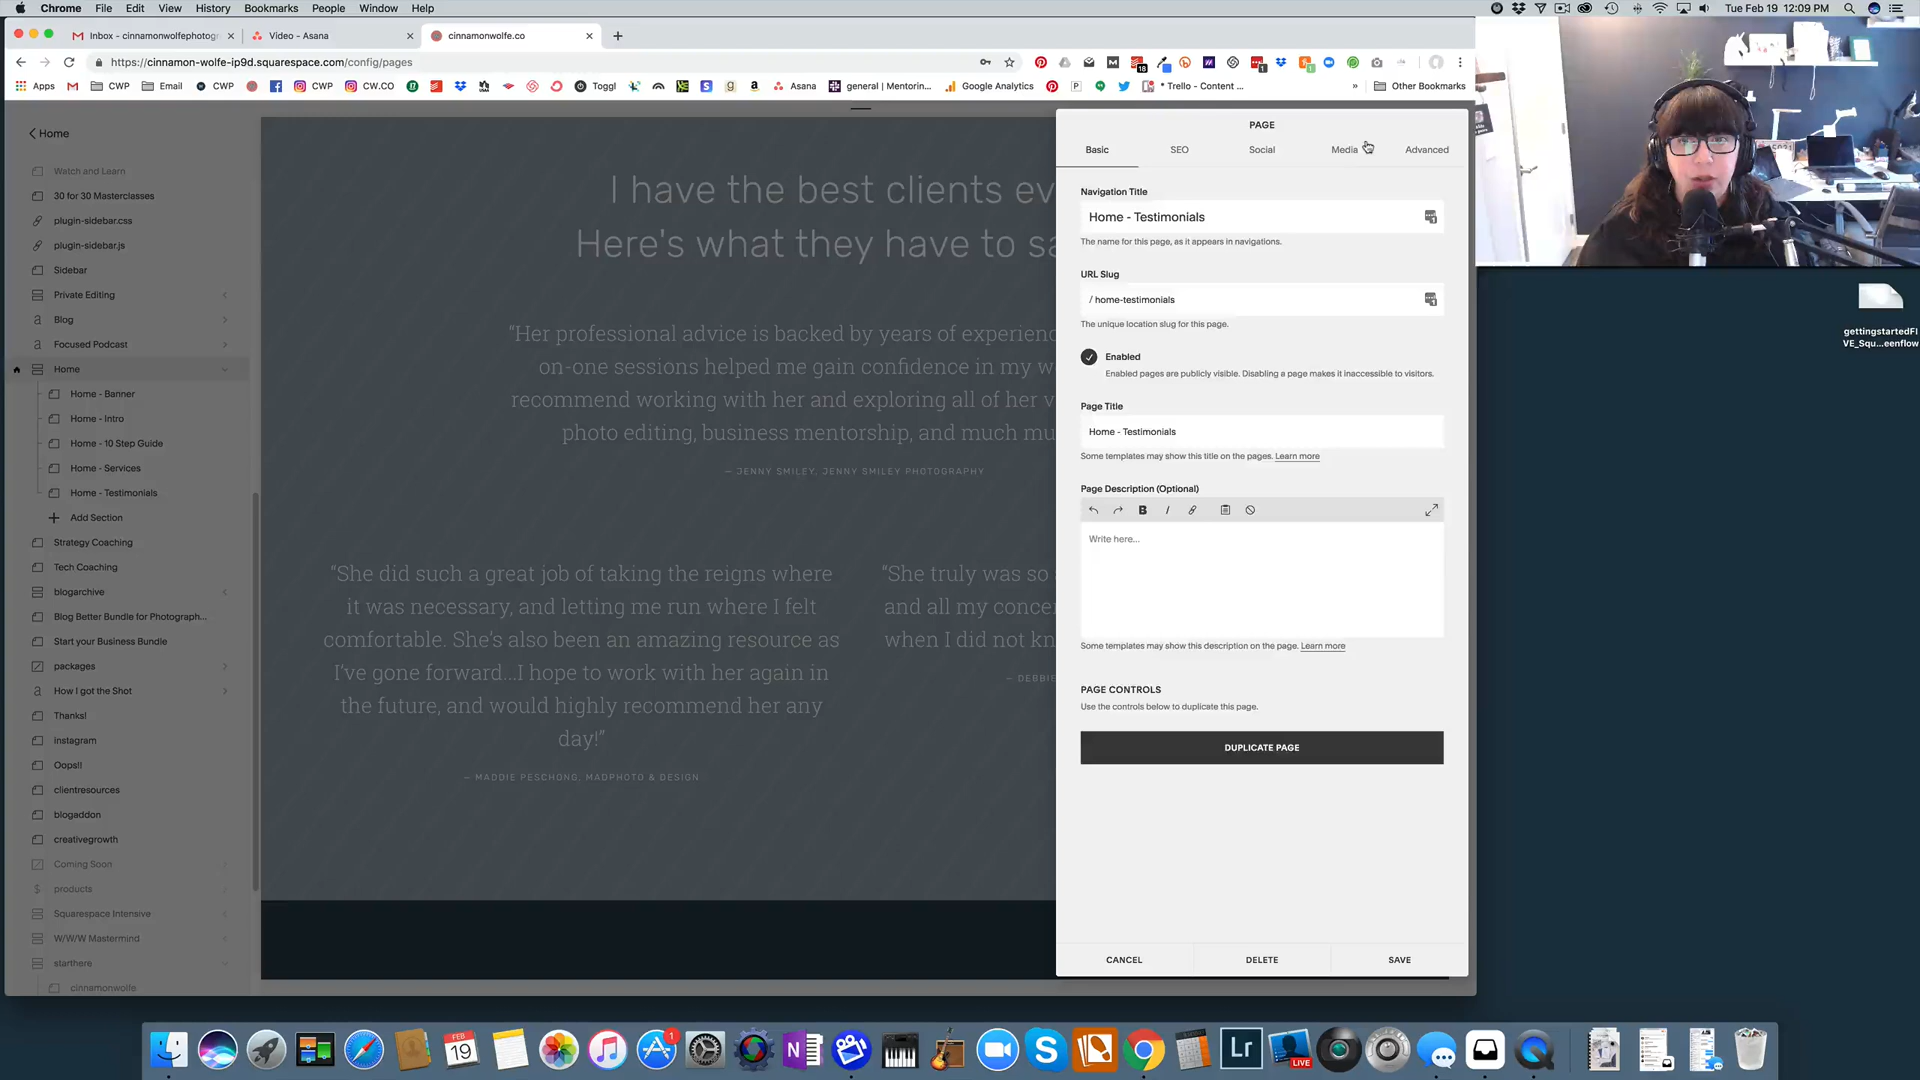 Chrome File Edit View History Bookmarks People Window Help
Tue Feb 19 12:09 PM
Inbox - cinnamonwolfephotogr
Video - Asana
cinnamonwolfe.co
https://cinnamon-wolfe-ip9d.squarespace.com/config/pages
Apps CWP Email CWP CWP CW.CO Toggl Asana general | Mentorin... Google Analytics * Trello - Content ... » Other Bookmarks
Home
Watch and Learn
30 for 30 Masterclasses
plugin-sidebar.css
plugin-sidebar.js
Sidebar
Private Editing
Blog
Focused Podcast
Home
Home - Banner
Home - Intro
Home - 10 Step Guide
Home - Services
Home - Testimonials
Add Section
Strategy Coaching
Tech Coaching
blogarchive
Blog Better Bundle for Photograph...
Start your Business Bundle
packages
How I got the Shot
Thanks!
instagram
Oops!!
clientresources
blogaddon
creativegrowth
Coming Soon
products
Squarespace Intensive
W/W/W Mastermind
starthere
cinnamonwolfe
I have the best clients ev
Here's what they have to sa
“Her professional advice is backed by years of experienc
on-one sessions helped me gain confidence in my w
recommend working with her and exploring all of her v
photo editing, business mentorship, and much mu
— JENNY SMILEY, JENNY SMILEY PHOTOGRAPHY
“She did such a great job of taking the reigns where
it was necessary, and letting me run where I felt
comfortable. She’s also been an amazing resource as
I’ve gone forward...I hope to work with her again in
the future, and would highly recommend her any
day!”
— MADDIE PESCHONG, MADPHOTO & DESIGN
“She truly was so a
and all my concer
when I did not kn
— DEBBIE
PAGE
Basic SEO Social Media Advanced
Navigation Title
Home - Testimonials
The name for this page, as it appears in navigations.
URL Slug
/ home-testimonials
The unique location slug for this page.
Enabled
Enabled pages are publicly visible. Disabling a page makes it inaccessible to visitors.
Page Title
Home - Testimonials
Some templates may show this title on the pages. Learn more
Page Description (Optional)
B I
Write here...
Some templates may show this description on the page. Learn more
PAGE CONTROLS
Use the controls below to duplicate this page.
DUPLICATE PAGE
CANCEL DELETE SAVE
gettingstartedFI
VE_Squ...eenflow
FEB
19
1
N
S
Lr
LIVE